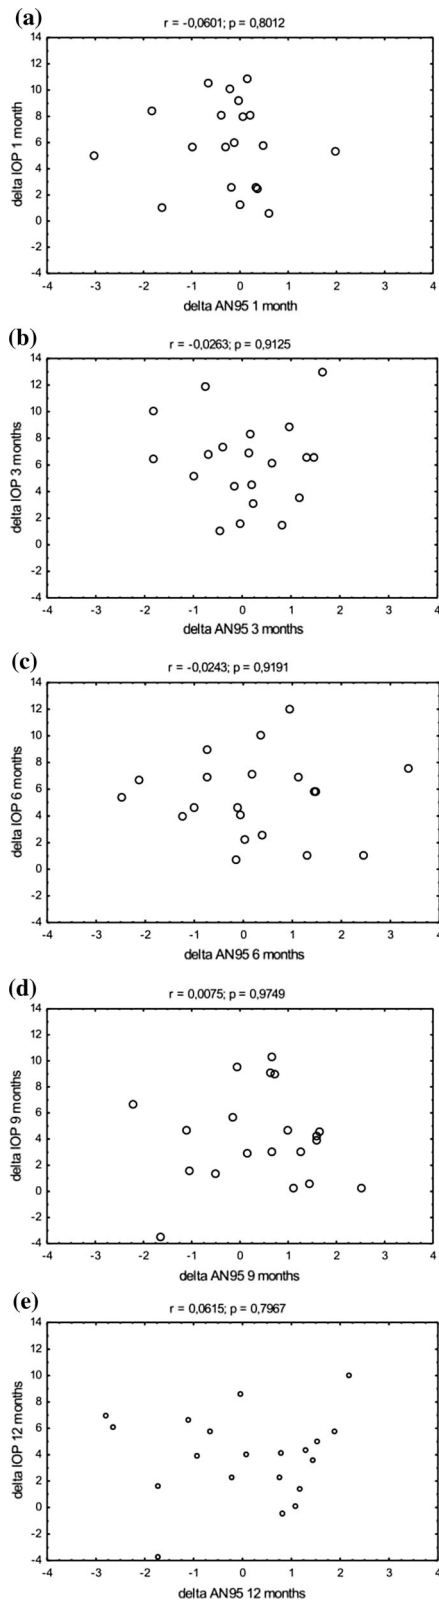 (a)
r = -0,0601; p = 0,8012
14
12
10
8
6
4
2
0
-2
-4
delta IOP 1 month
-4 -3 -2 -1 0 1 2 3 4
delta AN95 1 month
(b)
r = -0,0263; p = 0,9125
14
12
10
8
6
4
2
0
-2
-4
delta IOP 3 months
-4 -3 -2 -1 0 1 2 3 4
delta AN95 3 months
(c)
r = -0,0243; p = 0,9191
14
12
10
8
6
4
2
0
-2
-4
delta IOP 6 months
-4 -3 -2 -1 0 1 2 3 4
delta AN95 6 months
(d)
r = 0,0075; p = 0,9749
14
12
10
8
6
4
2
0
-2
-4
delta IOP 9 months
-4 -3 -2 -1 0 1 2 3 4
delta AN95 9 months
(e)
r = 0,0615; p = 0,7967
14
12
10
8
6
4
2
0
-2
-4
delta IOP 12 months
-4 -3 -2 -1 0 1 2 3 4
delta AN95 12 months